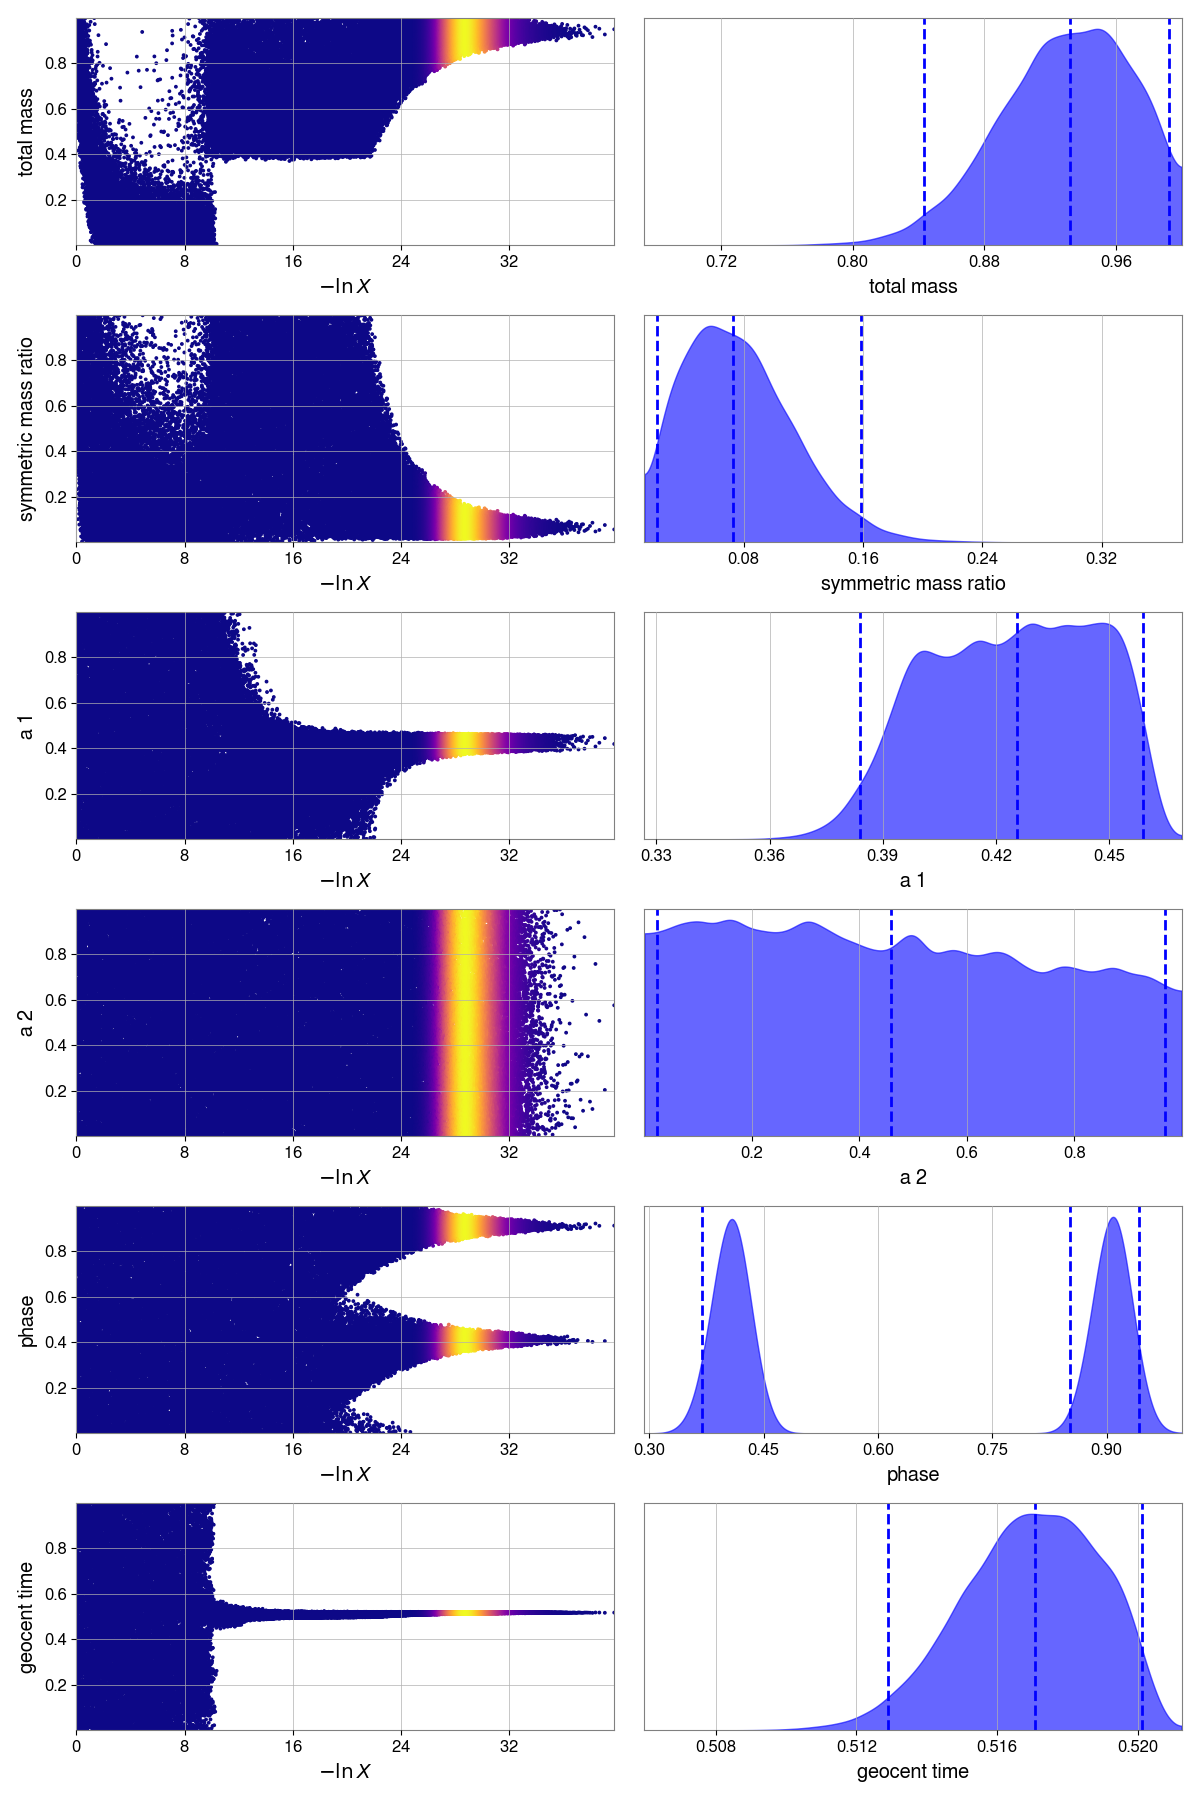 total mass
0.8
0.6
0.4
0.2
0 8 16 24 32
−ln X
0.72 0.80 0.88 0.96
total mass
symmetric mass ratio
0.8
0.6
0.4
0.2
0 8 16 24 32
−ln X
0.08 0.16 0.24 0.32
symmetric mass ratio
a 1
0.8
0.6
0.4
0.2
0 8 16 24 32
−ln X
0.33 0.36 0.39 0.42 0.45
a 1
a 2
0.8
0.6
0.4
0.2
0 8 16 24 32
−ln X
0.2 0.4 0.6 0.8
a 2
phase
0.8
0.6
0.4
0.2
0 8 16 24 32
−ln X
0.30 0.45 0.60 0.75 0.90
phase
geocent time
0.8
0.6
0.4
0.2
0 8 16 24 32
−ln X
0.508 0.512 0.516 0.520
geocent time